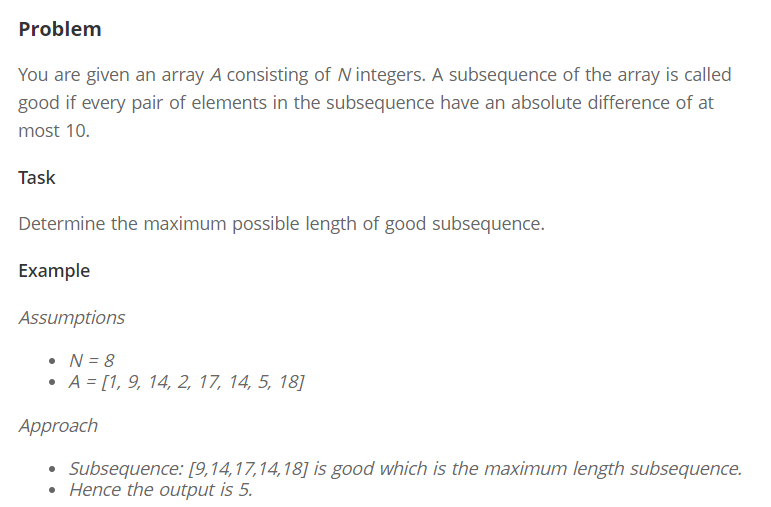 Problem
You are given an array A consisting of N integers. A subsequence of the array is called
good if every pair of elements in the subsequence have an absolute difference of at
most 10.
Task
Determine the maximum possible length of good subsequence.
Example
Assumptions
• N = 8
• A = [1, 9, 14, 2, 17, 14, 5, 18]
Approach
• Subsequence: [9,14,17,14,18] is good which is the maximum length subsequence.
• Hence the output is 5.